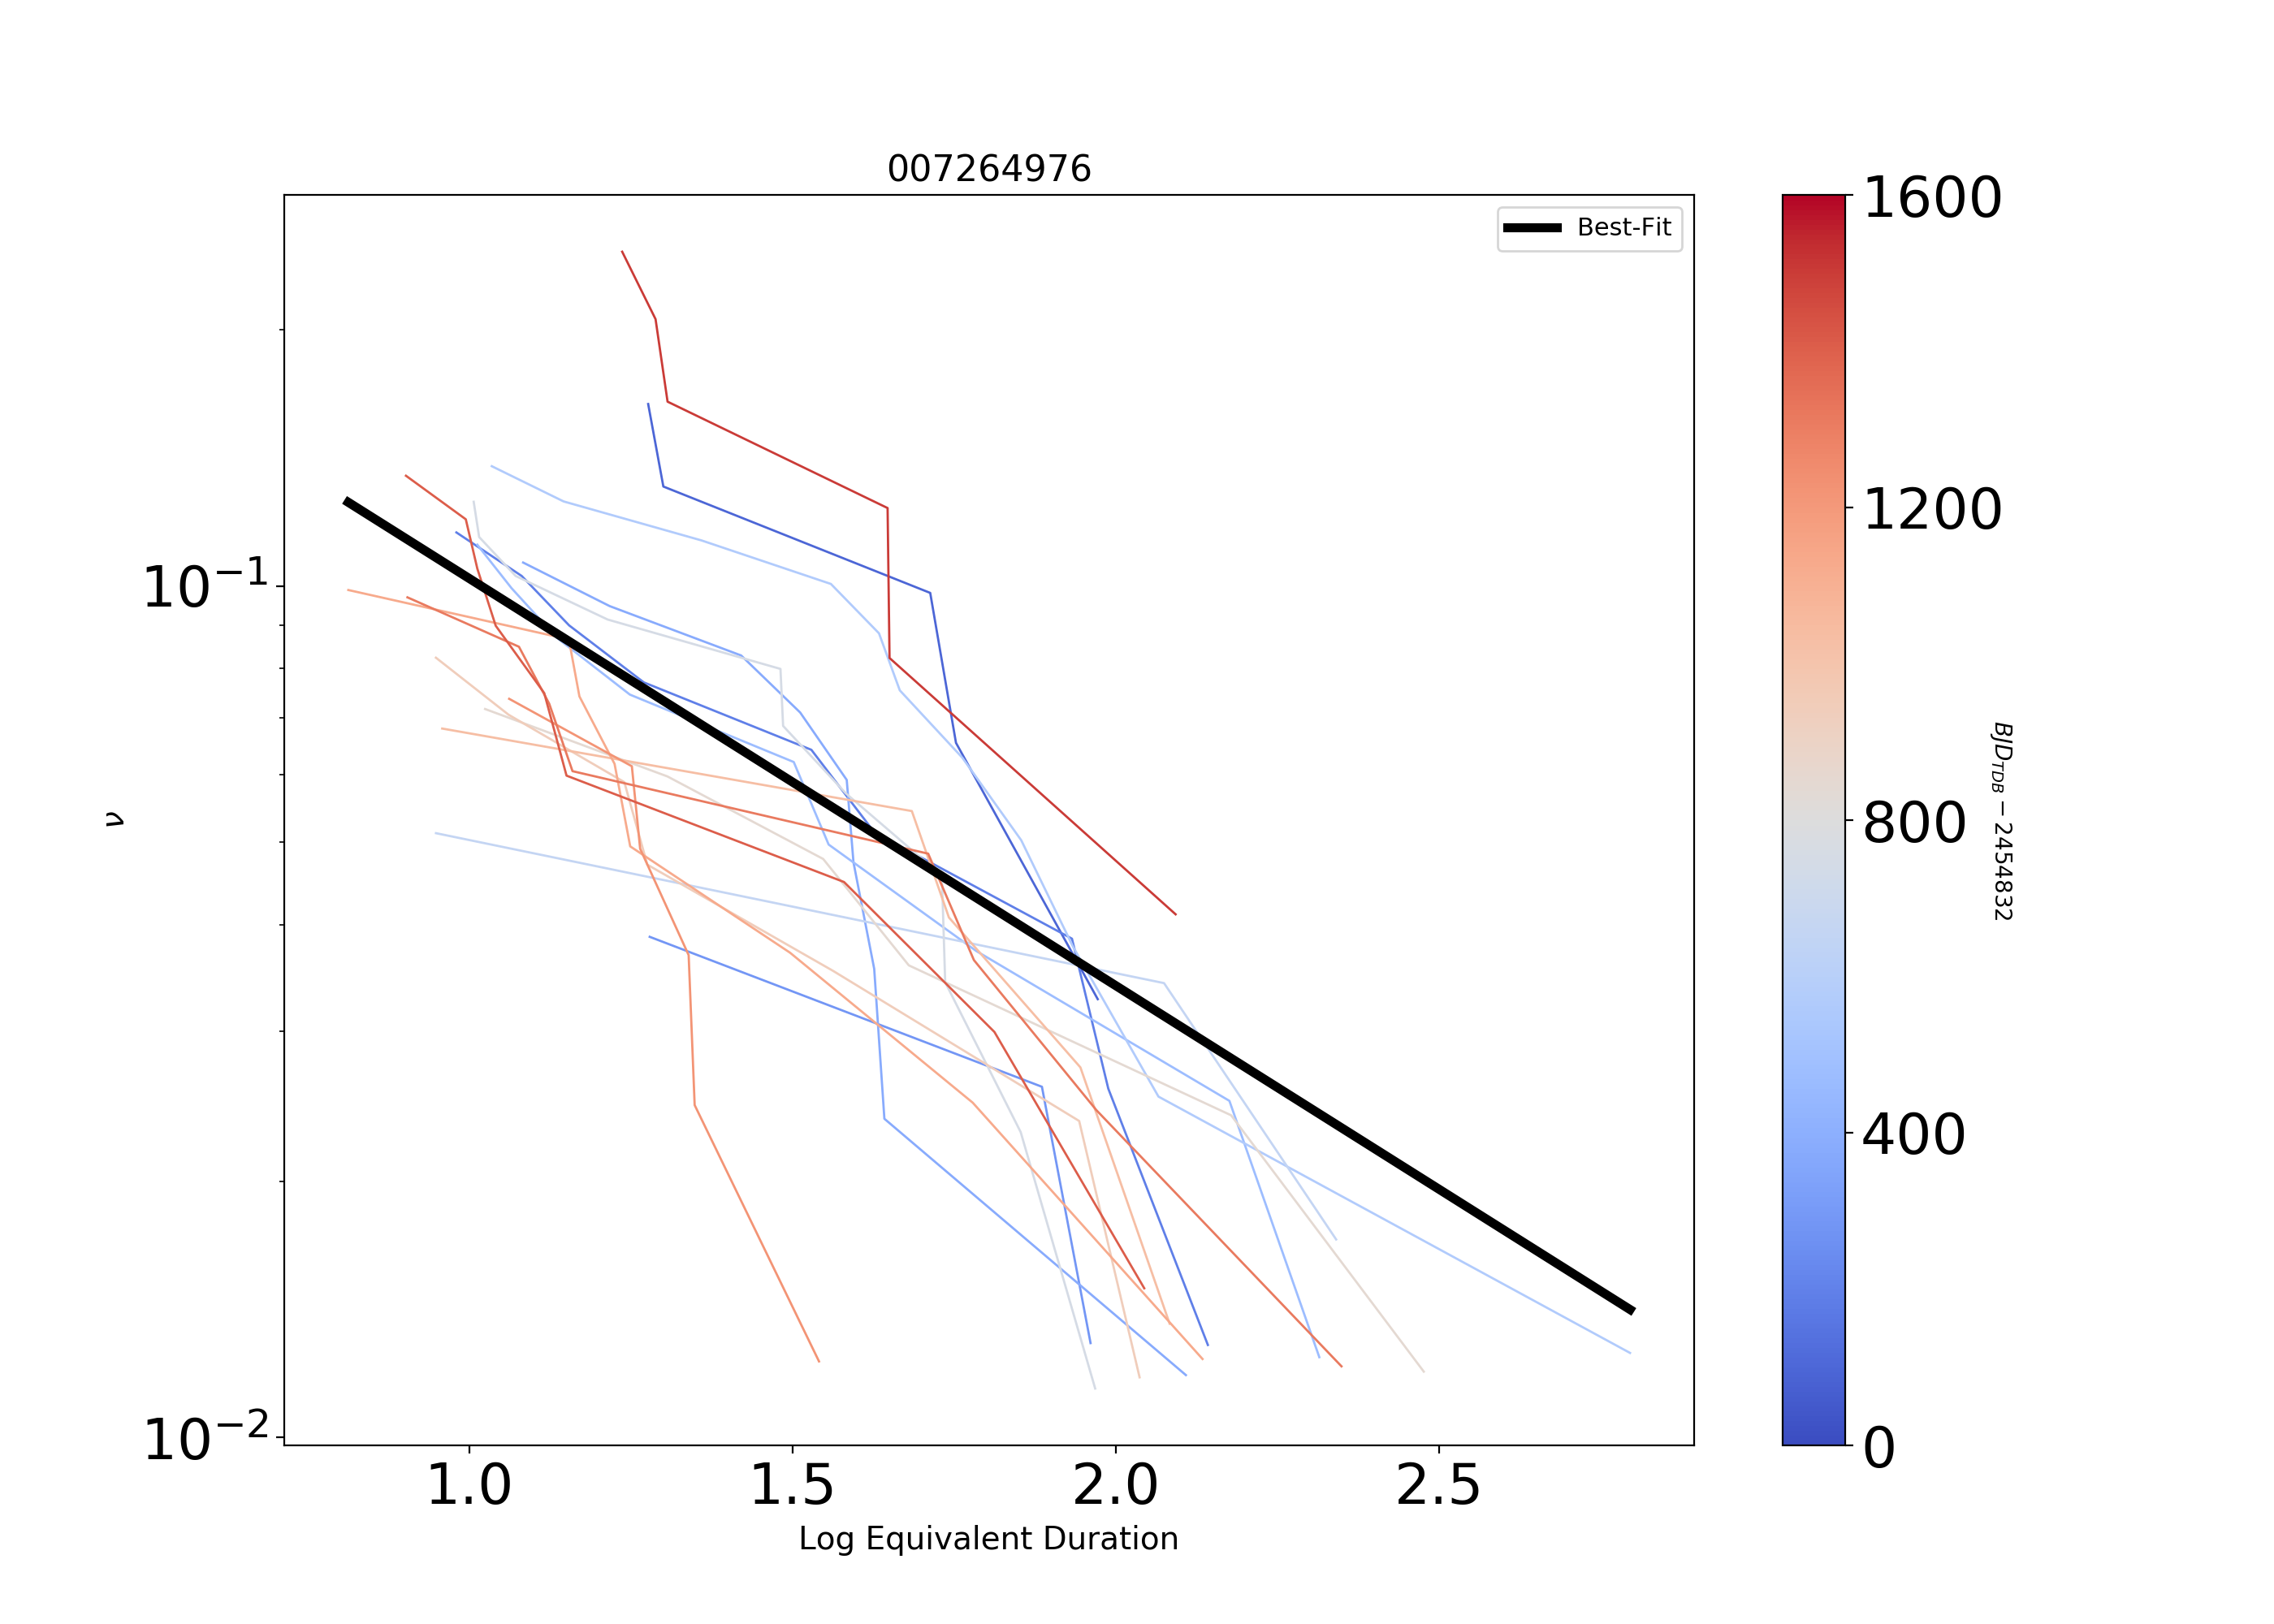 007264976
Best-Fit
10⁻¹
10⁻²
ν
1.0 1.5 2.0 2.5
Log Equivalent Duration
1600
1200
800
400
0
BJD_TDB − 2454832